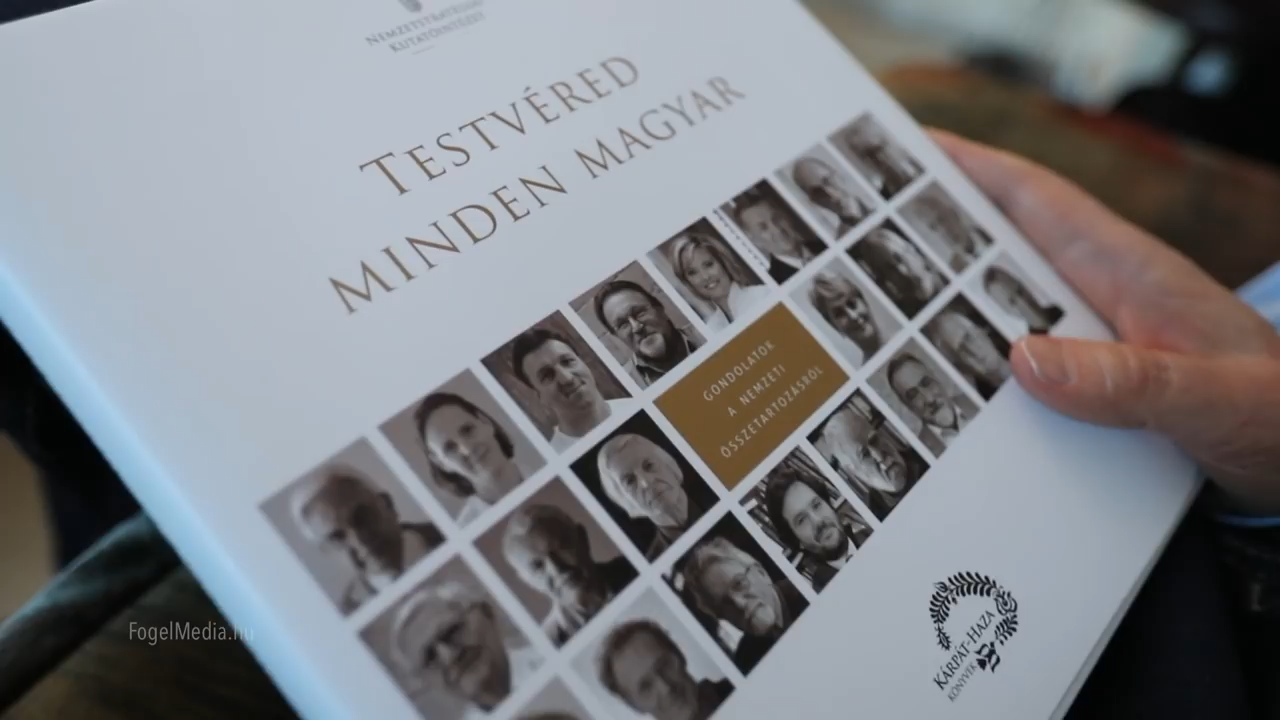 NEMZETSTRATÉGIAI
KUTATÓINTÉZET
TESTVÉRED
MINDEN MAGYAR
GONDOLATOK
A NEMZETI
ÖSSZETARTOZÁSRÓL
KÁRPÁT-HAZA
KÖNYVEK
FogelMedia.hu